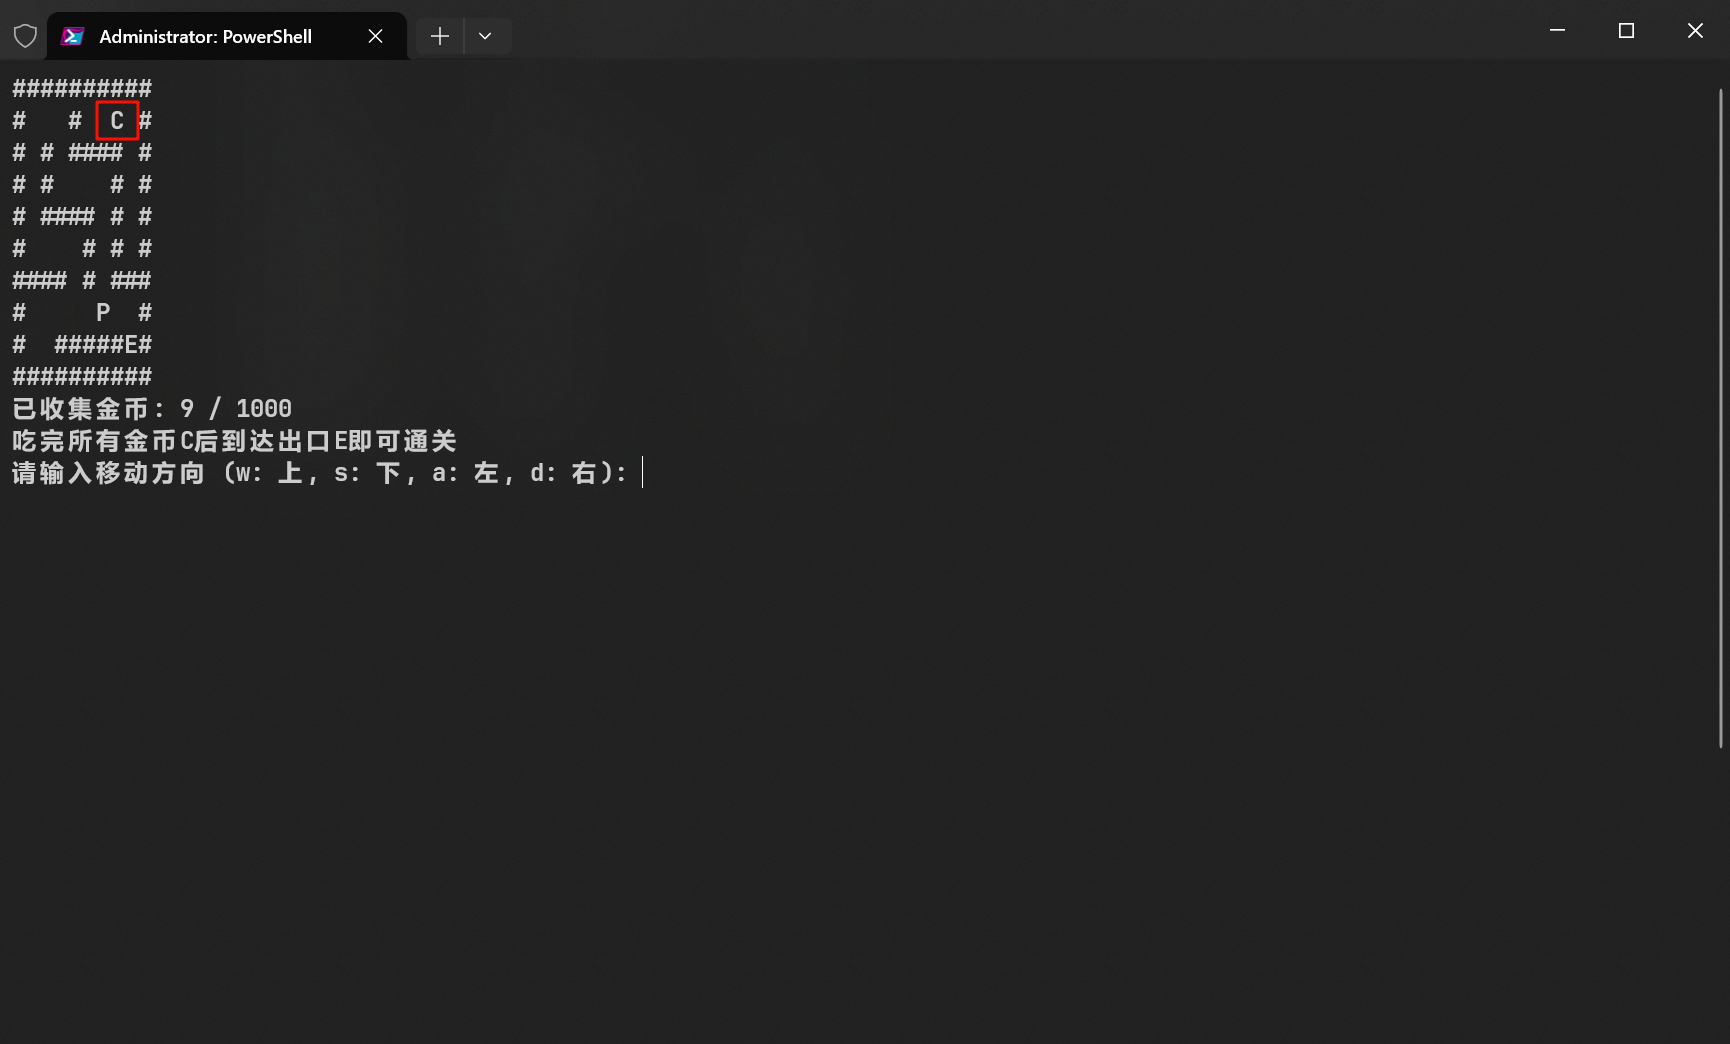 Administrator: PowerShell
##########
#   #  C #
# # #### #
# #    # #
# #### # #
#    # # #
#### # ###
#     P  #
#  #####E#
##########
已收集金币: 9 / 1000
吃完所有金币C后到达出口E即可通关
请输入移动方向 (w: 上, s: 下, a: 左, d: 右):